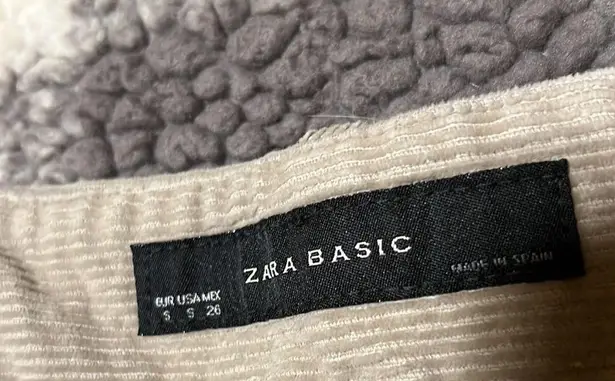 ZARA BASIC
MADE IN SPAIN
EUR USA MEX
S S 26